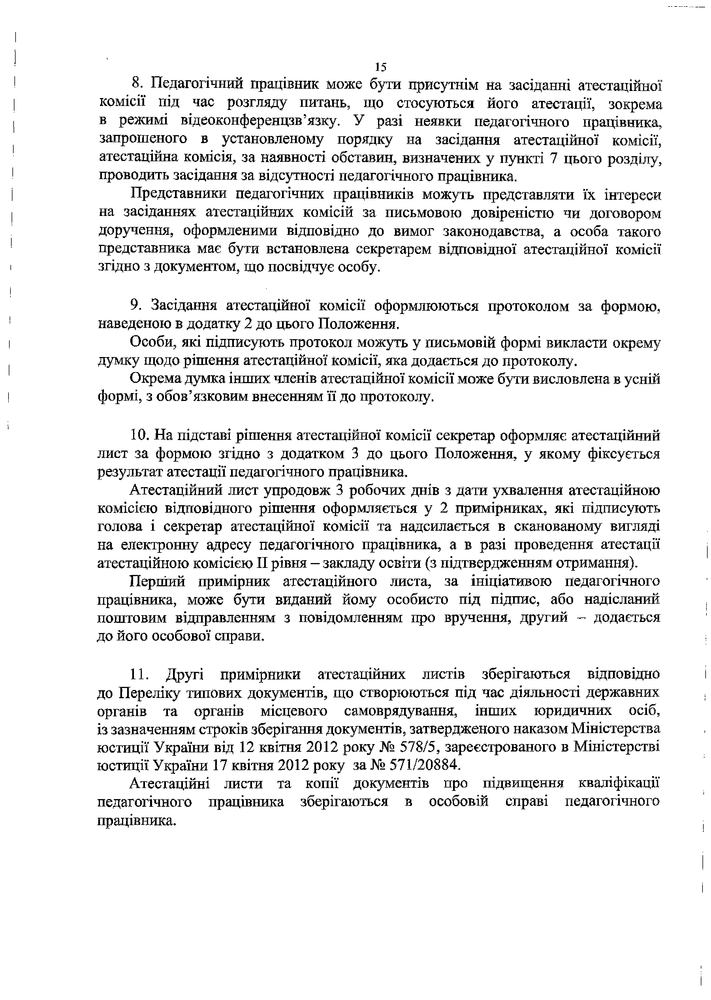 15
8. Педагогічний працівник може бути присутнім на засіданні атестаційної
комісії під час розгляду питань, що стосуються його атестації, зокрема
в режимі відеоконференцзв’язку. У разі неявки педагогічного працівника,
запрошеного в установленому порядку на засідання атестаційної комісії,
атестаційна комісія, за наявності обставин, визначених у пункті 7 цього розділу,
проводить засідання за відсутності педагогічного працівника.
Представники педагогічних працівників можуть представляти їх інтереси
на засіданнях атестаційних комісій за письмовою довіреністю чи договором
доручення, оформленими відповідно до вимог законодавства, а особа такого
представника має бути встановлена секретарем відповідної атестаційної комісії
згідно з документом, що посвідчує особу.
9. Засідання атестаційної комісії оформлюються протоколом за формою,
наведеною в додатку 2 до цього Положення.
Особи, які підписують протокол можуть у письмовій формі викласти окрему
думку щодо рішення атестаційної комісії, яка додається до протоколу.
Окрема думка інших членів атестаційної комісії може бути висловлена в усній
формі, з обов’язковим внесенням її до протоколу.
10. На підставі рішення атестаційної комісії секретар оформляє атестаційний
лист за формою згідно з додатком 3 до цього Положення, у якому фіксується
результат атестації педагогічного працівника.
Атестаційний лист упродовж 3 робочих днів з дати ухвалення атестаційною
комісією відповідного рішення оформляється у 2 примірниках, які підписують
голова і секретар атестаційної комісії та надсилається в сканованому вигляді
на електронну адресу педагогічного працівника, а в разі проведення атестації
атестаційною комісією II рівня – закладу освіти (з підтвердженням отримання).
Перший примірник атестаційного листа, за ініціативою педагогічного
працівника, може бути виданий йому особисто під підпис, або надісланий
поштовим відправленням з повідомленням про вручення, другий – додається
до його особової справи.
11. Другі примірники атестаційних листів зберігаються відповідно
до Переліку типових документів, що створюються під час діяльності державних
органів та органів місцевого самоврядування, інших юридичних осіб,
із зазначенням строків зберігання документів, затвердженого наказом Міністерства
юстиції України від 12 квітня 2012 року № 578/5, зареєстрованого в Міністерстві
юстиції України 17 квітня 2012 року за № 571/20884.
Атестаційні листи та копії документів про підвищення кваліфікації
педагогічного працівника зберігаються в особовій справі педагогічного
працівника.